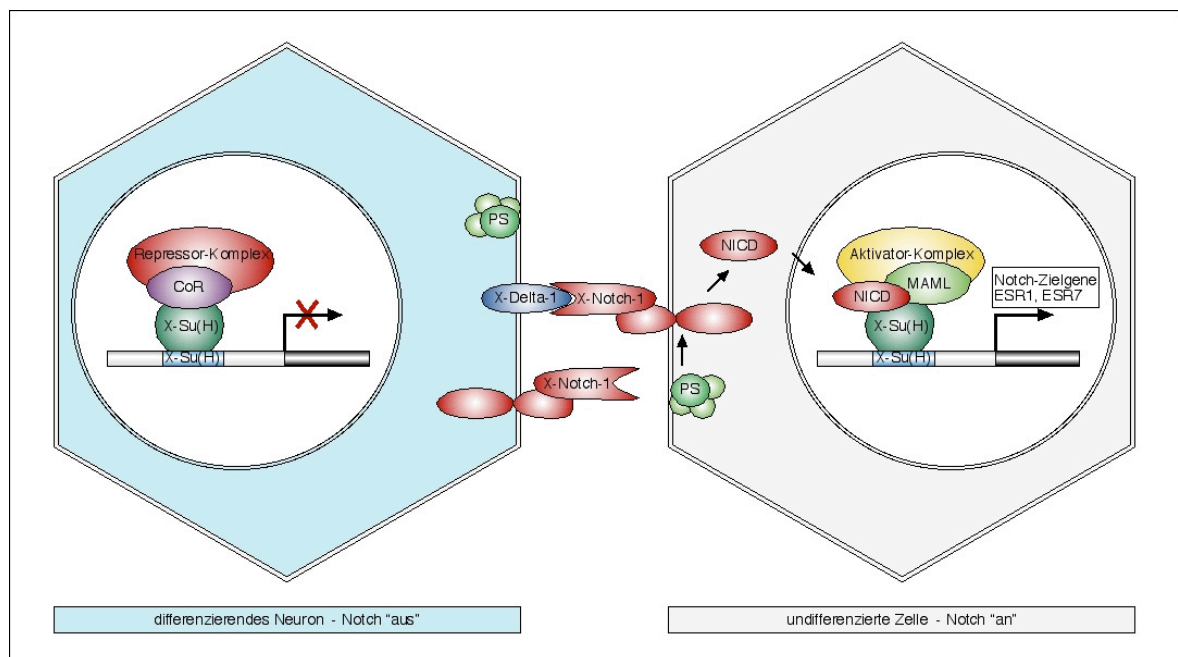 PS
Repressor-Komplex
CoR
X-Su(H)
X-Su(H)
X-Delta-1
X-Notch-1
X-Notch-1
NICD
PS
Aktivator-Komplex
MAML
NICD
X-Su(H)
X-Su(H)
Notch-Zielgene
ESR1, ESR7
differenzierendes Neuron - Notch "aus"
undifferenzierte Zelle - Notch "an"